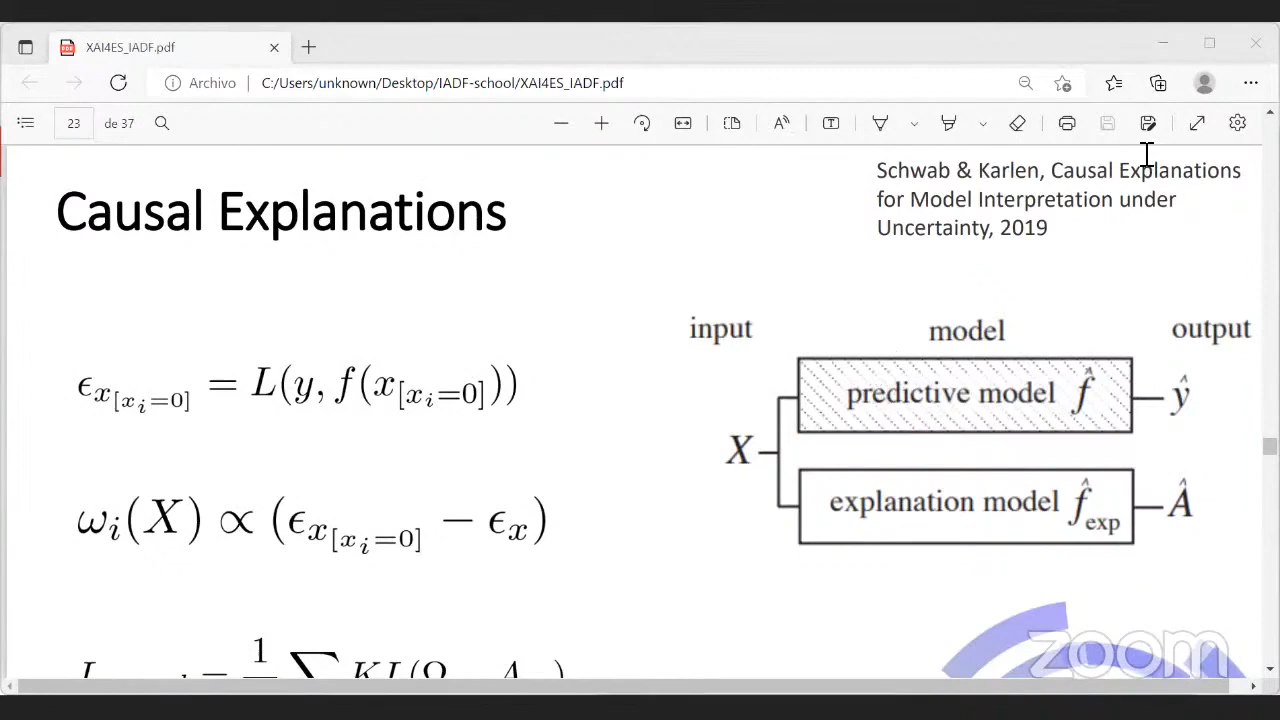 XAI4ES_IADF.pdf
Archivo
C:/Users/unknown/Desktop/IADF-school/XAI4ES_IADF.pdf
23 de 37
Causal Explanations
Schwab & Karlen, Causal Explanations
for Model Interpretation under
Uncertainty, 2019
input model output
ϵ_{x_{[x_i=0]}} = L(y, f(x_{[x_i=0]}))
predictive model f̂
ŷ
X
ω_i(X) ∝ (ϵ_{x_{[x_i=0]}} − ϵ_x)
explanation model f̂_exp
Â
zoom